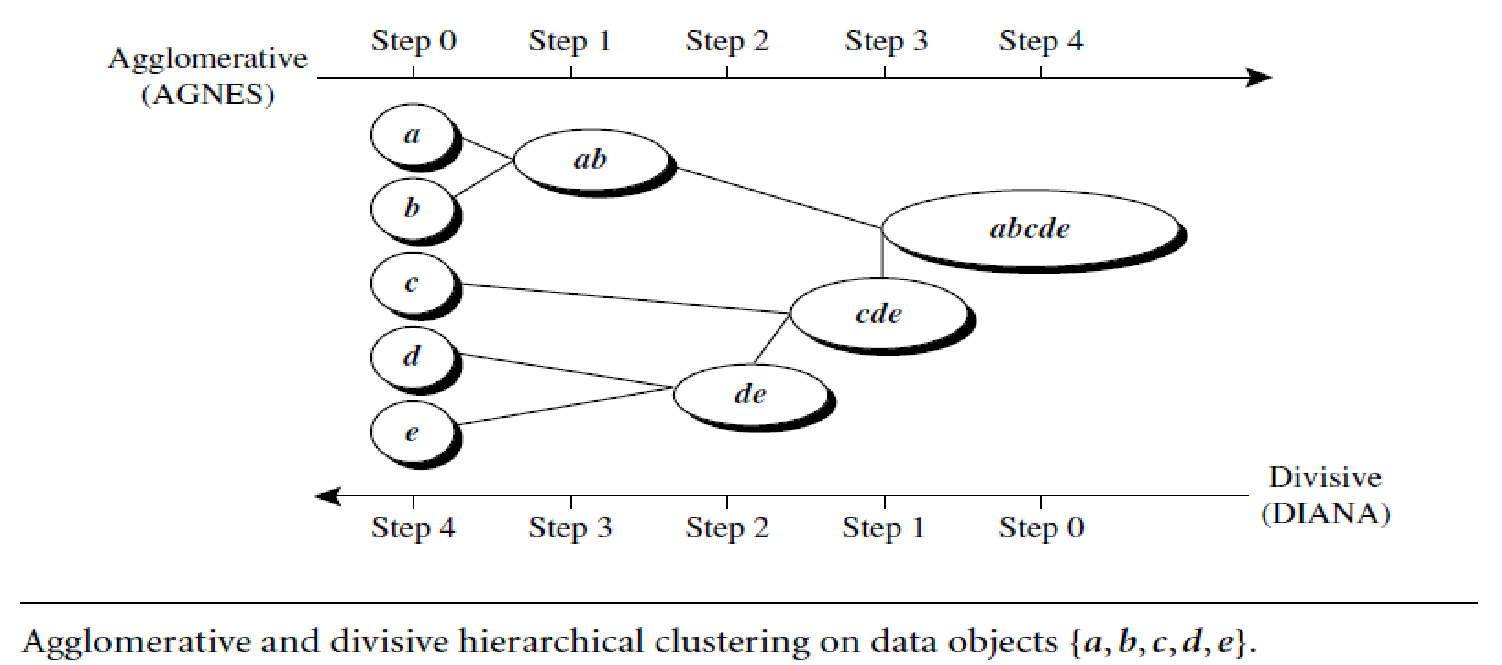 Step 0 Step 1 Step 2 Step 3 Step 4
Agglomerative
(AGNES)
a
ab
b
abcde
c
cde
d
de
e
Divisive
(DIANA)
Step 4 Step 3 Step 2 Step 1 Step 0
Agglomerative and divisive hierarchical clustering on data objects {a, b, c, d, e}.